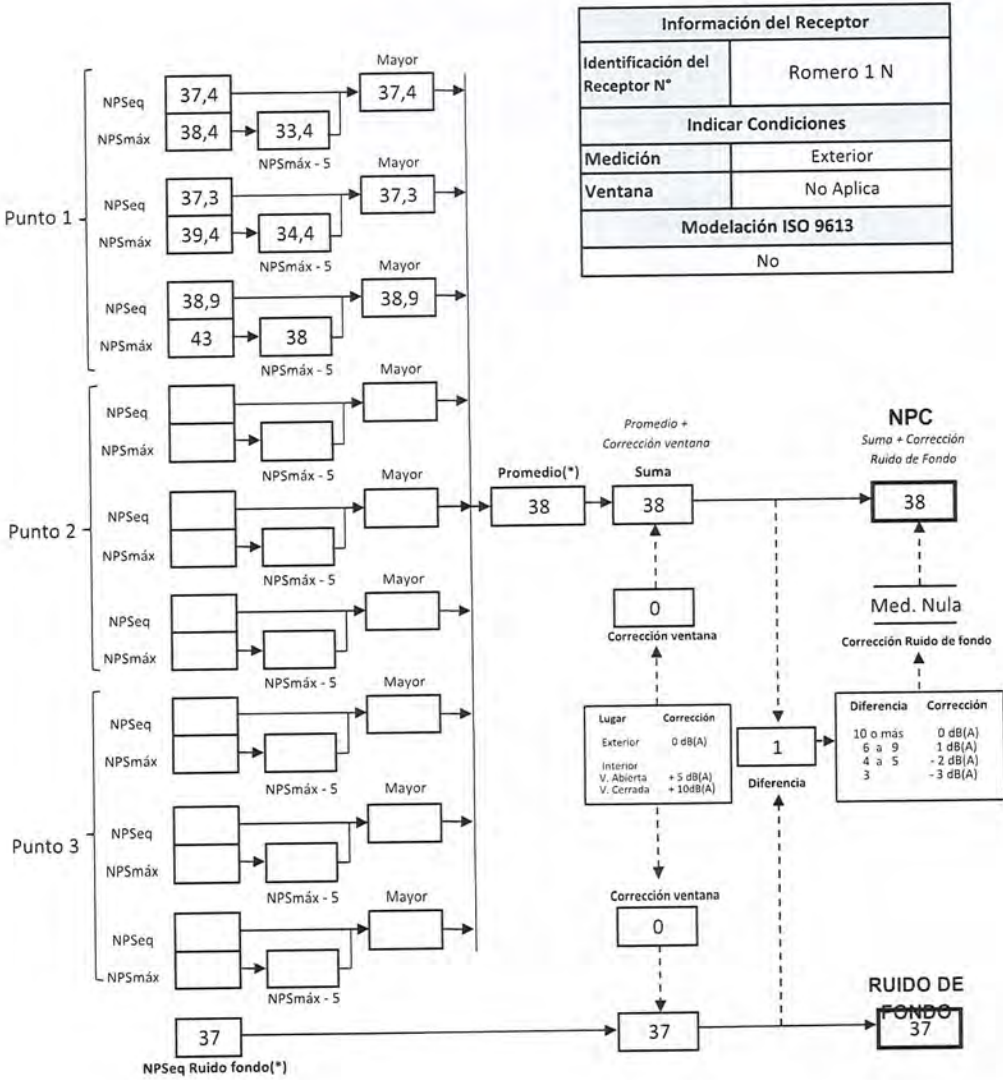 Información del Receptor
Identificación del Receptor N° Romero 1 N
Indicar Condiciones
Medición Exterior
Ventana No Aplica
Modelación ISO 9613
No
Punto 1
Mayor
NPSeq 37,4 37,4
NPSmáx 38,4 33,4
NPSmáx - 5
Mayor
NPSeq 37,3 37,3
NPSmáx 39,4 34,4
NPSmáx - 5
Mayor
NPSeq 38,9 38,9
NPSmáx 43 38
NPSmáx - 5
Punto 2
Mayor
NPSeq
NPSmáx
NPSmáx - 5
Mayor
NPSeq
NPSmáx
NPSmáx - 5
Mayor
NPSeq
NPSmáx
NPSmáx - 5
Punto 3
Mayor
NPSeq
NPSmáx
NPSmáx - 5
Mayor
NPSeq
NPSmáx
NPSmáx - 5
Mayor
NPSeq
NPSmáx
NPSmáx - 5
37
NPSeq Ruido fondo(*)
Promedio(*)
38
Promedio +
Corrección ventana
Suma
38
0
Corrección ventana
Lugar Corrección
Exterior 0 dB(A)
Interior
V. Abierta + 5 dB(A)
V. Cerrada + 10dB(A)
Corrección ventana
0
37
1
Diferencia
NPC
Suma + Corrección
Ruido de Fondo
38
Med. Nula
Corrección Ruido de fondo
Diferencia Corrección
10 o más 0 dB(A)
6 a 9 1 dB(A)
4 a 5 - 2 dB(A)
3 - 3 dB(A)
RUIDO DE
FONDO
37